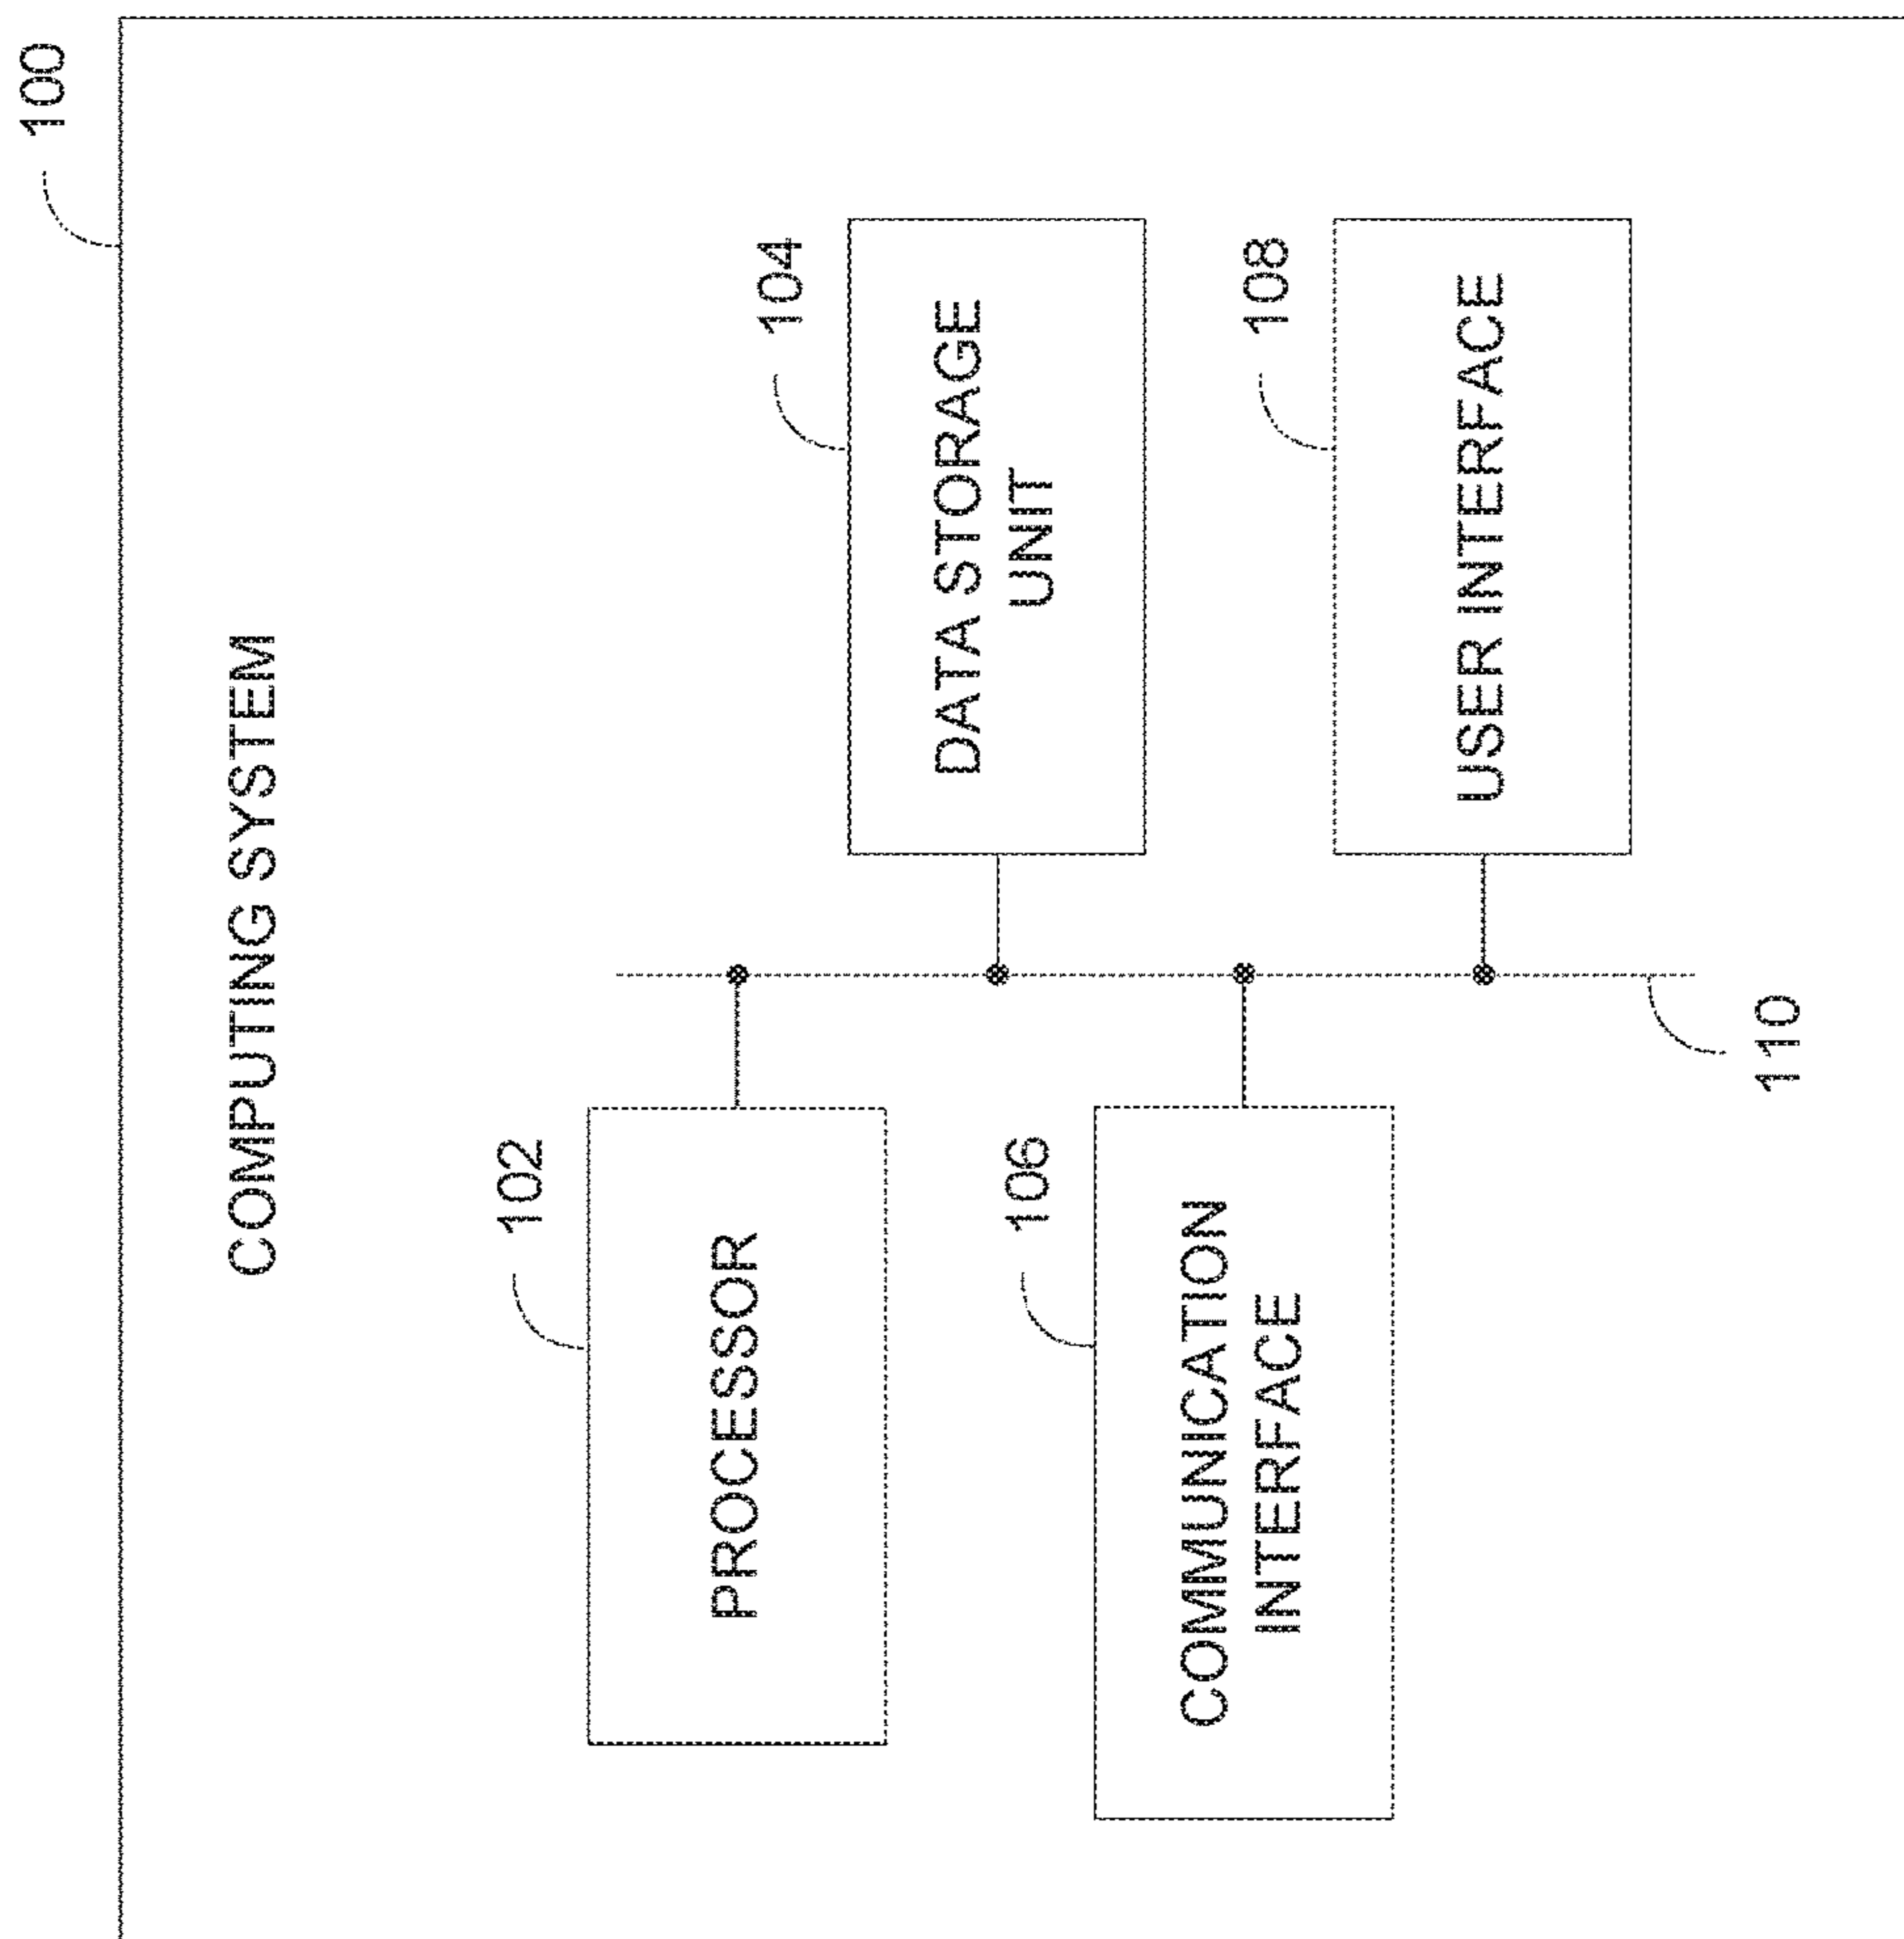 100
COMPUTING SYSTEM
102
PROCESSOR
104
DATA STORAGE
UNIT
106
COMMUNICATION
INTERFACE
108
USER INTERFACE
110